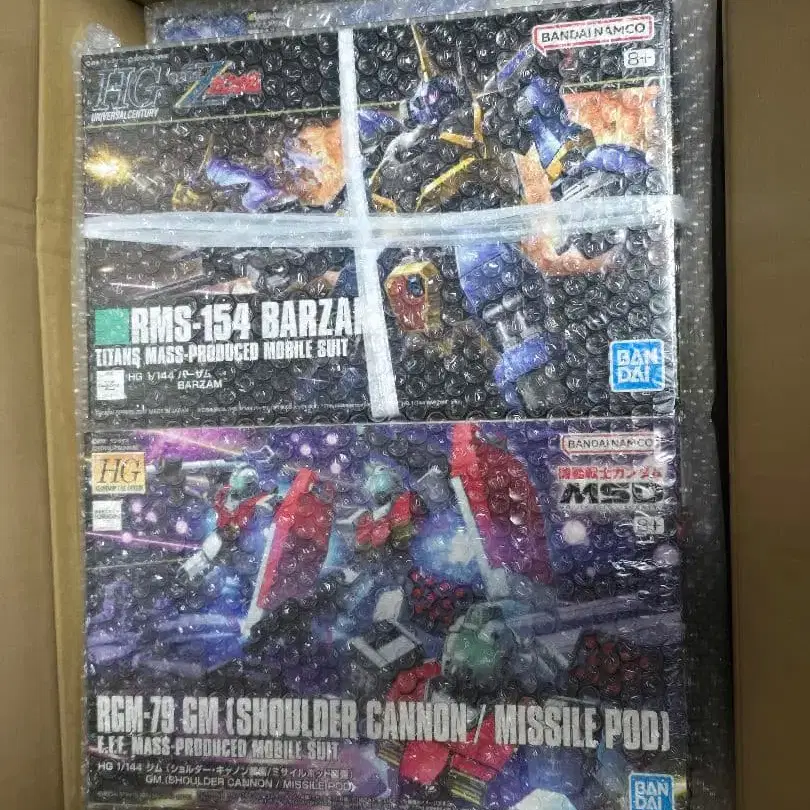 BANDAI NAMCO
8+
HG
UNIVERSAL CENTURY
RMS-154 BARZAM
TITANS MASS-PRODUCED MOBILE SUIT
HG 1/144 バーザム
BARZAM
BAN
DAI
BANDAI NAMCO
HG
機動戦士ガンダム
MSD
8+
RGM-79 GM (SHOULDER CANNON / MISSILE POD)
E.F.F. MASS-PRODUCED MOBILE SUIT
HG 1/144 ジム (ショルダー・キャノン装備/ミサイルポッド装備)
GM (SHOULDER CANNON / MISSILE POD)
BAN
DAI